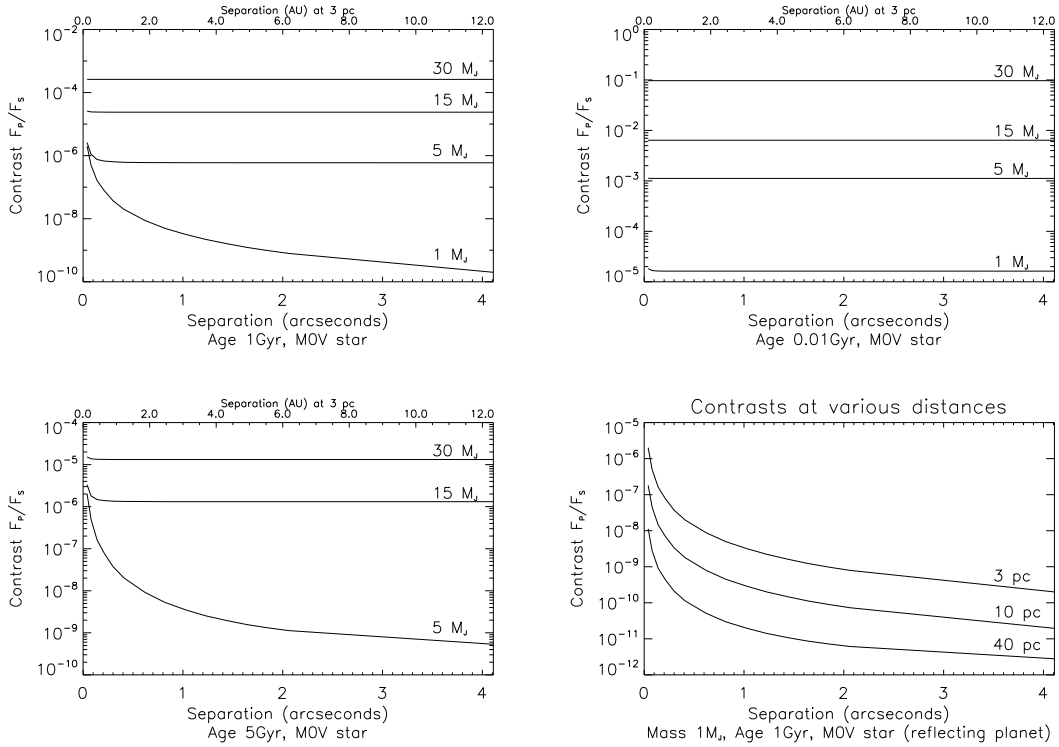 Separation (AU) at 3 pc
0.0 2.0 4.0 6.0 8.0 10.0 12.0
10^-2
10^-4
10^-6
10^-8
10^-10
Contrast F_P/F_S
30 M_J
15 M_J
5 M_J
1 M_J
0 1 2 3 4
Separation (arcseconds)
Age 1Gyr, M0V star
Separation (AU) at 3 pc
0.0 2.0 4.0 6.0 8.0 10.0 12.0
10^0
10^-1
10^-2
10^-3
10^-4
10^-5
Contrast F_P/F_S
30 M_J
15 M_J
5 M_J
1 M_J
0 1 2 3 4
Separation (arcseconds)
Age 0.01Gyr, M0V star
Separation (AU) at 3 pc
0.0 2.0 4.0 6.0 8.0 10.0 12.0
10^-4
10^-5
10^-6
10^-7
10^-8
10^-9
10^-10
Contrast F_P/F_S
30 M_J
15 M_J
5 M_J
0 1 2 3 4
Separation (arcseconds)
Age 5Gyr, M0V star
Contrasts at various distances
10^-5
10^-6
10^-7
10^-8
10^-9
10^-10
10^-11
10^-12
Contrast F_P/F_S
3 pc
10 pc
40 pc
0 1 2 3 4
Separation (arcseconds)
Mass 1M_J, Age 1Gyr, M0V star (reflecting planet)